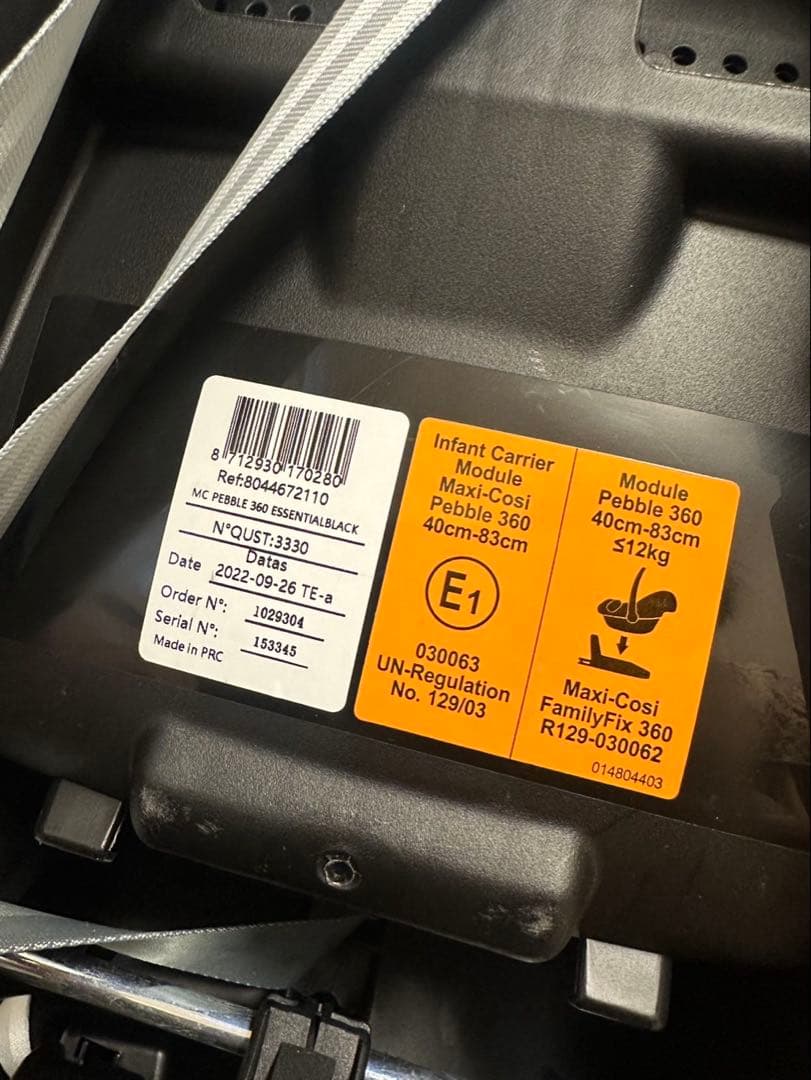 8 712930 170280
Ref:8044672110
MC PEBBLE 360 ESSENTIALBLACK
N°QUST:3330
Datas
Date 2022-09-26 TE-a
Order N°: 1029304
Serial N°: 153345
Made in PRC
Infant Carrier
Module
Maxi-Cosi
Pebble 360
40cm-83cm
E1
030063
UN-Regulation
No. 129/03
Module
Pebble 360
40cm-83cm
≤12kg
Maxi-Cosi
FamilyFix 360
R129-030062
014804403